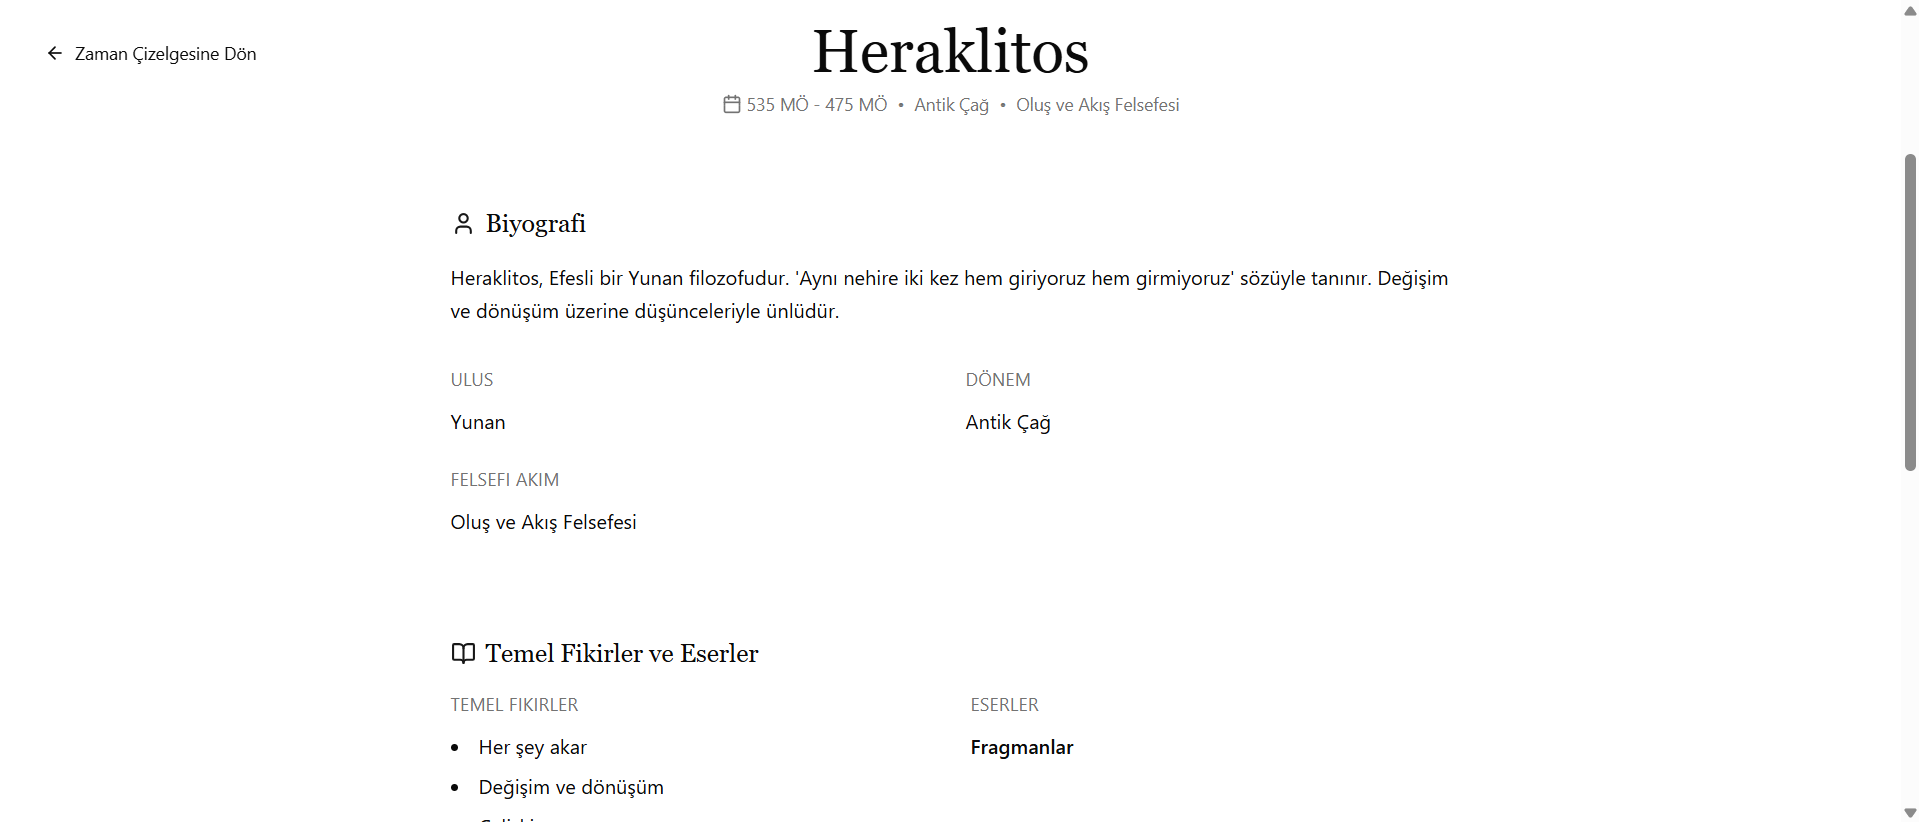 Zaman Çizelgesine Dön
Heraklitos
535 MÖ - 475 MÖ • Antik Çağ • Oluş ve Akış Felsefesi
Biyografi
Heraklitos, Efesli bir Yunan filozofudur. 'Aynı nehire iki kez hem giriyoruz hem girmiyoruz' sözüyle tanınır. Değişim
ve dönüşüm üzerine düşünceleriyle ünlüdür.
ULUS
Yunan
DÖNEM
Antik Çağ
FELSEFI AKIM
Oluş ve Akış Felsefesi
Temel Fikirler ve Eserler
TEMEL FIKIRLER
• Her şey akar
• Değişim ve dönüşüm
ESERLER
Fragmanlar